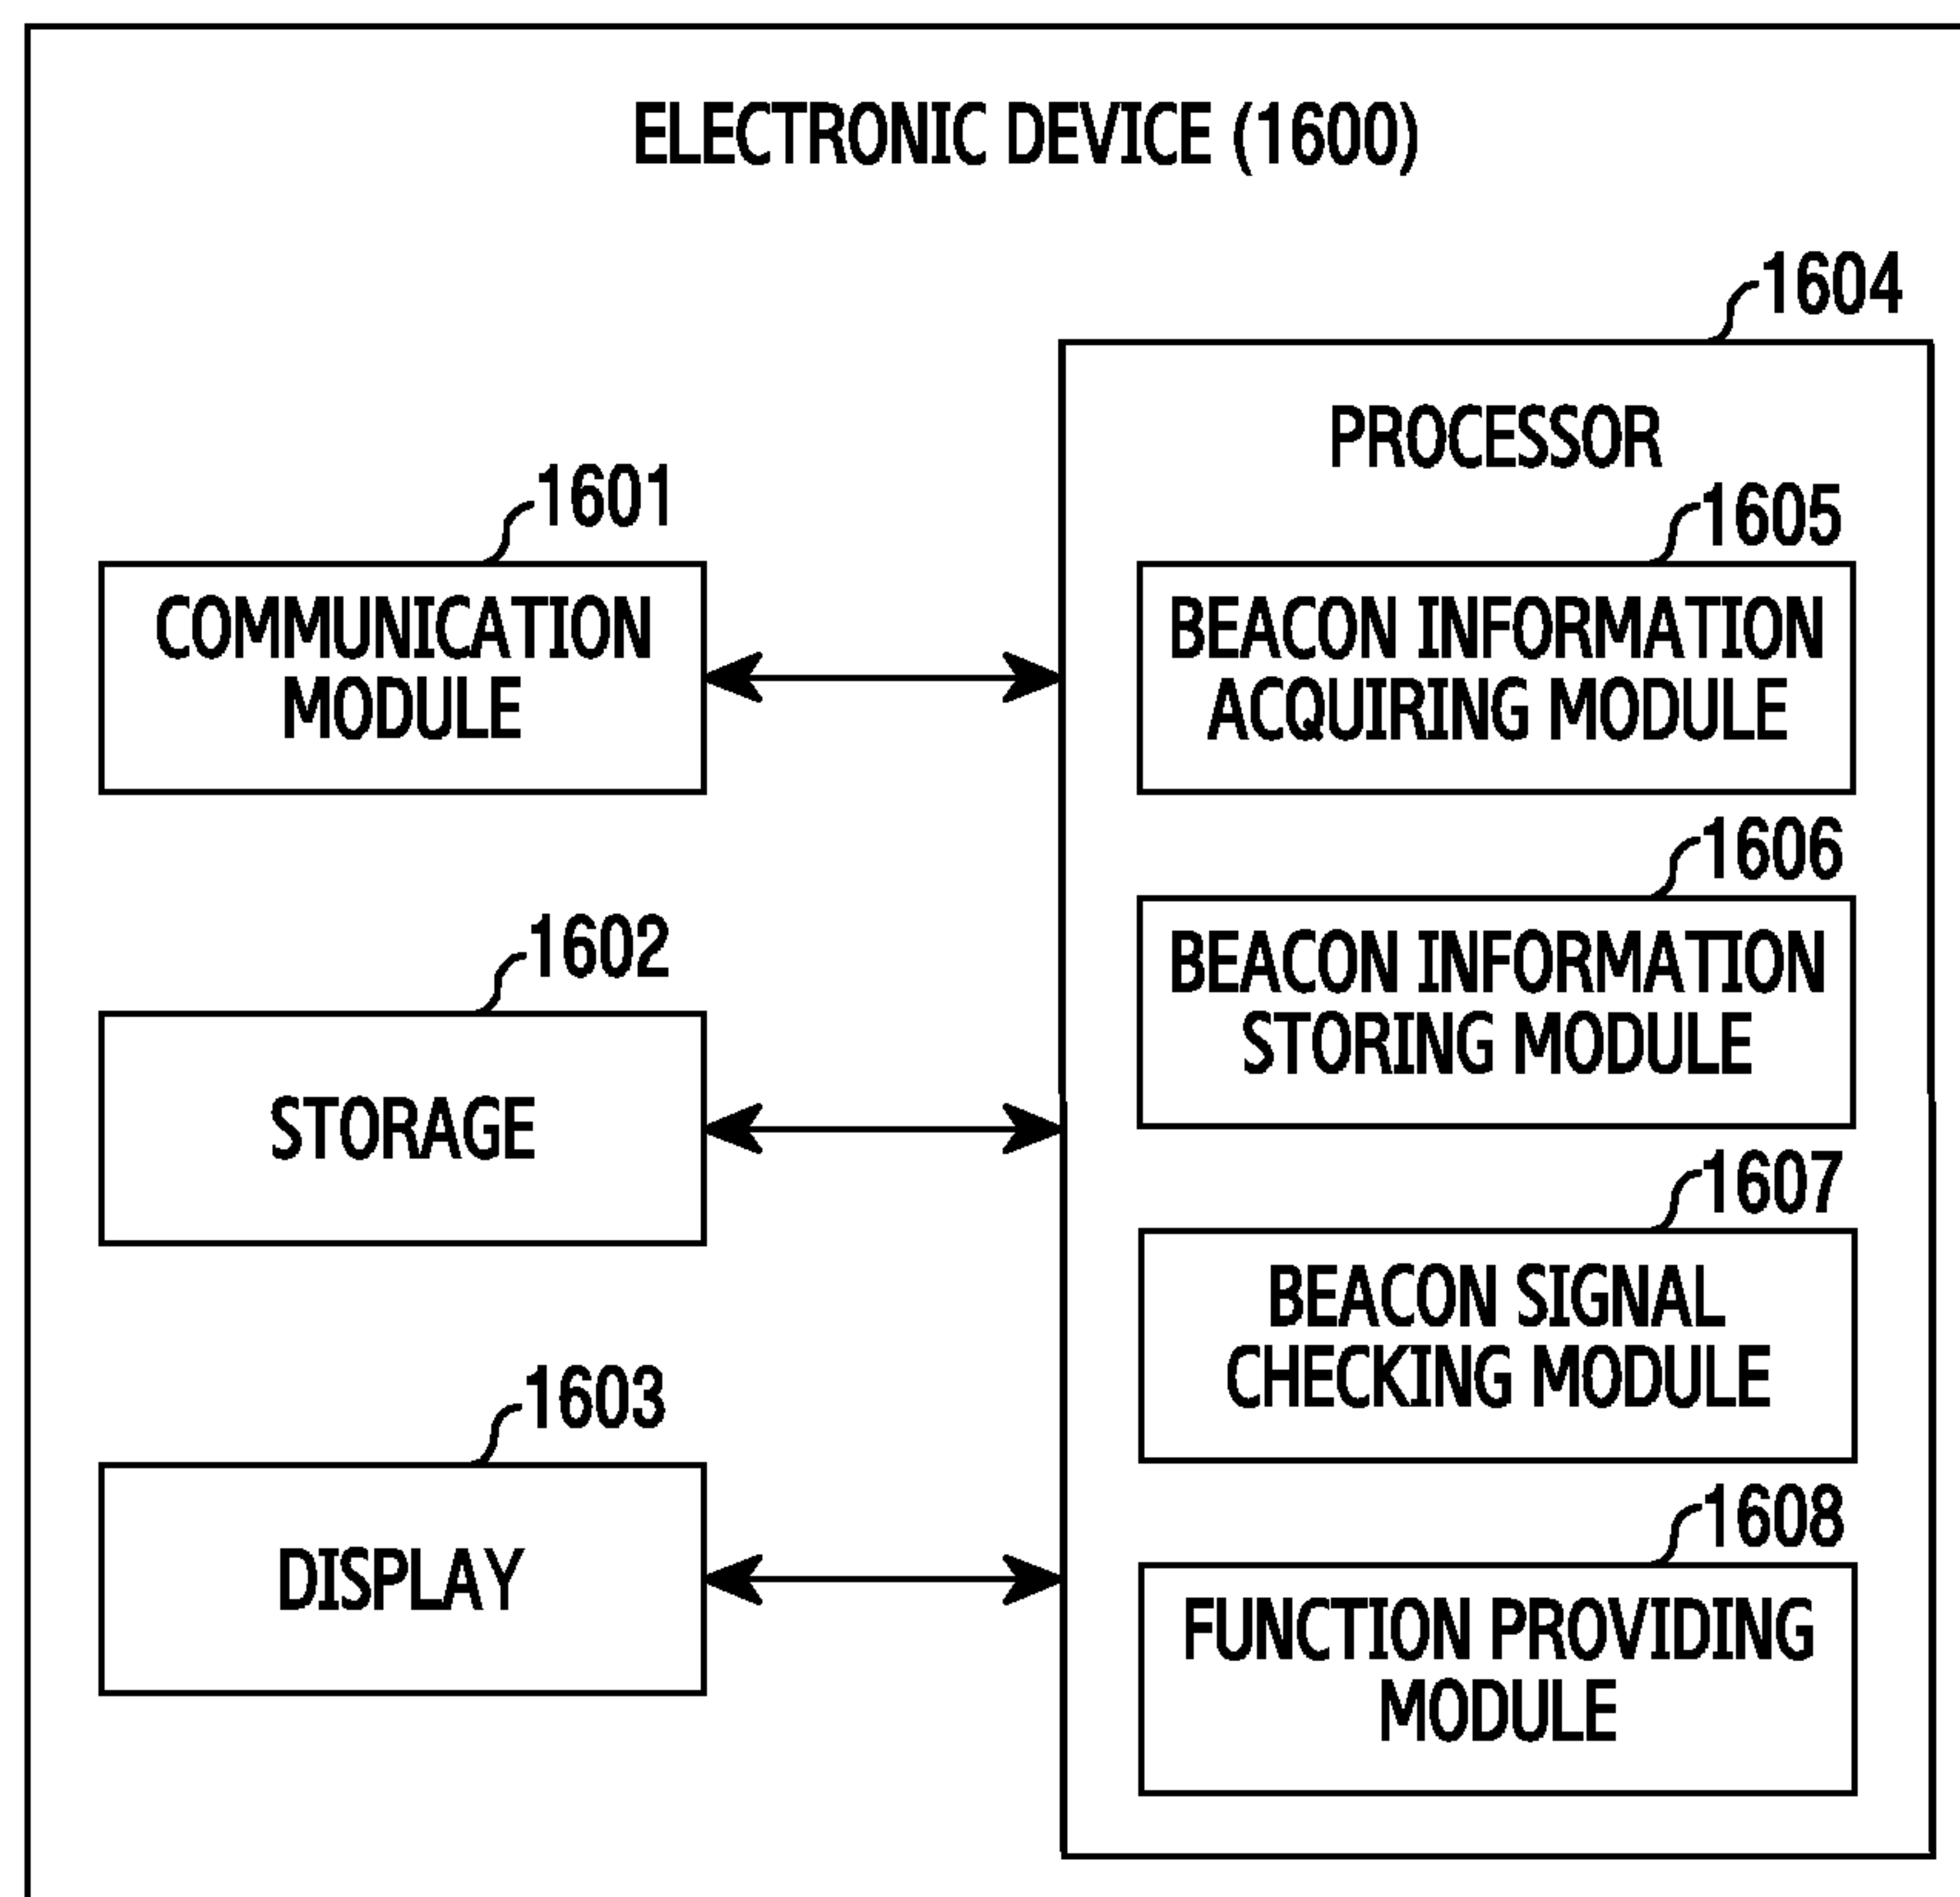 ELECTRONIC DEVICE (1600)
1601
COMMUNICATION
MODULE
1602
STORAGE
1603
DISPLAY
1604
PROCESSOR
1605
BEACON INFORMATION
ACQUIRING MODULE
1606
BEACON INFORMATION
STORING MODULE
1607
BEACON SIGNAL
CHECKING MODULE
1608
FUNCTION PROVIDING
MODULE